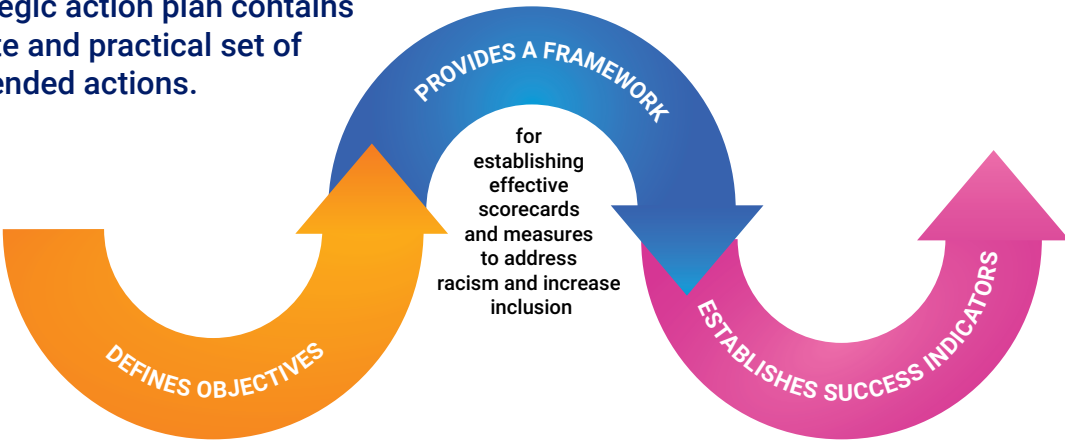 egic action plan contains
te and practical set of
ended actions.
PROVIDES A FRAMEWORK
for
establishing
effective
scorecards
and measures
to address
racism and increase
inclusion
DEFINES OBJECTIVES
ESTABLISHES SUCCESS INDICATORS